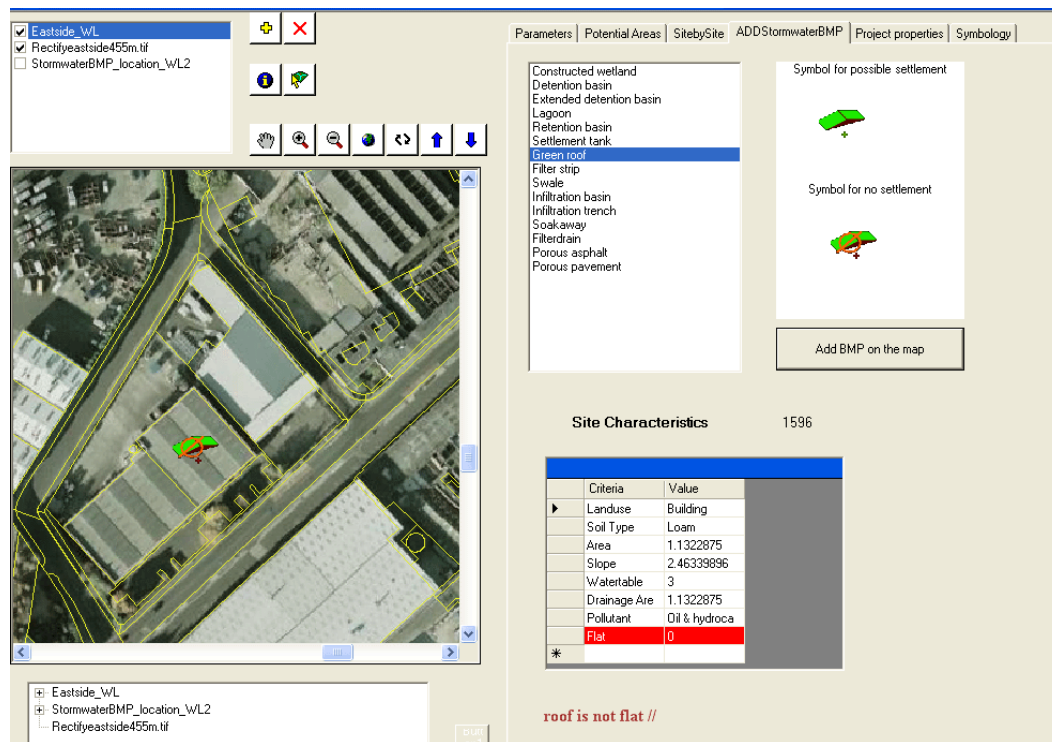 Eastside_WL
Rectifyeastside455m.tif
StormwaterBMP_location_WL2
Parameters
Potential Areas
SitebySite
ADDStormwaterBMP
Project properties
Symbology
Constructed wetland
Detention basin
Extended detention basin
Lagoon
Retention basin
Settlement tank
Green roof
Filter strip
Swale
Infiltration basin
Infiltration trench
Soakaway
Filterdrain
Porous asphalt
Porous pavement
Symbol for possible settlement
Symbol for no settlement
Add BMP on the map
Site Characteristics 1596
Criteria Value
Landuse Building
Soil Type Loam
Area 1.1322875
Slope 2.46339896
Watertable 3
Drainage Are 1.1322875
Pollutant Oil & hydroca
Flat 0
roof is not flat //
Eastside_WL
StormwaterBMP_location_WL2
Rectifyeastside455m.tif